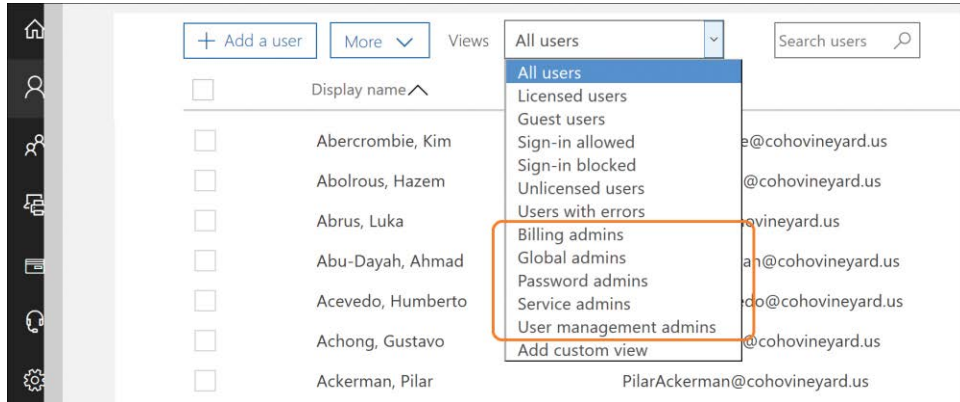 Add a user
More
Views
All users
Search users
Display name
All users
Licensed users
Guest users
Sign-in allowed
Sign-in blocked
Unlicensed users
Users with errors
Billing admins
Global admins
Password admins
Service admins
User management admins
Add custom view
Abercrombie, Kim e@cohovineyard.us
Abolrous, Hazem @cohovineyard.us
Abrus, Luka ovineyard.us
Abu-Dayah, Ahmad an@cohovineyard.us
Acevedo, Humberto edo@cohovineyard.us
Achong, Gustavo @cohovineyard.us
Ackerman, Pilar PilarAckerman@cohovineyard.us